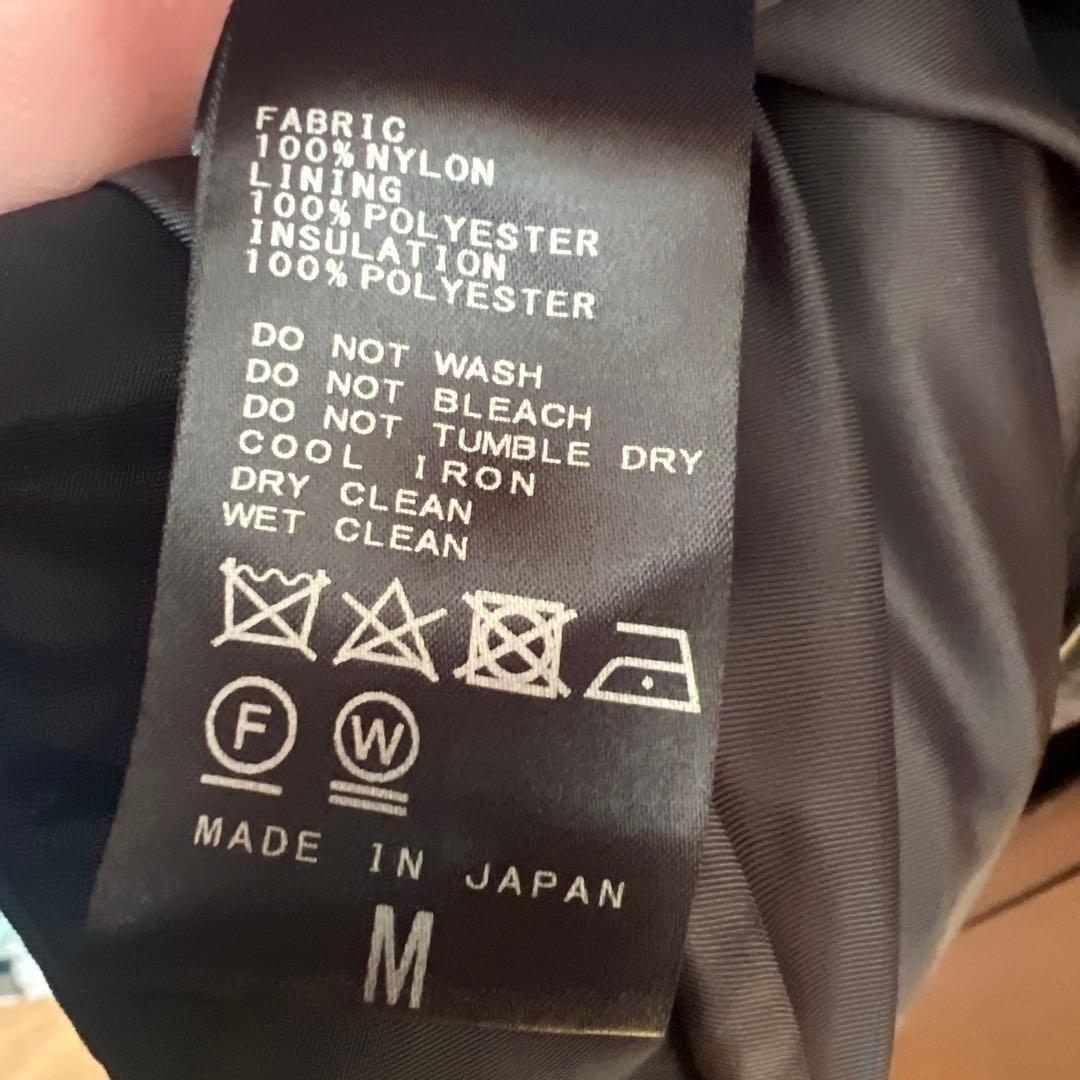 FABRIC
100% NYLON
LINING
100% POLYESTER
INSULATION
100% POLYESTER
DO NOT WASH
DO NOT BLEACH
DO NOT TUMBLE DRY
COOL IRON
DRY CLEAN
WET CLEAN
F W
MADE IN JAPAN
M